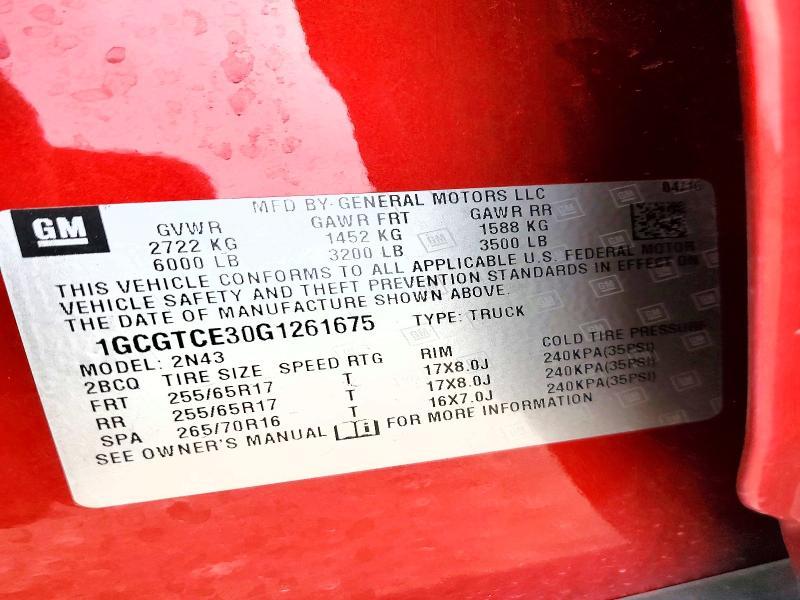 MFD BY GENERAL MOTORS LLC 04/16
GM
GVWR GAWR FRT GAWR RR
2722 KG 1452 KG 1588 KG
6000 LB 3200 LB 3500 LB
THIS VEHICLE CONFORMS TO ALL APPLICABLE U.S. FEDERAL MOTOR
VEHICLE SAFETY AND THEFT PREVENTION STANDARDS IN EFFECT ON
THE DATE OF MANUFACTURE SHOWN ABOVE.
1GCGTCE30G1261675 TYPE: TRUCK
MODEL: 2N43
2BCQ TIRE SIZE SPEED RTG RIM COLD TIRE PRESSURE
FRT 255/65R17 T 17X8.0J 240KPA(35PSI)
RR 255/65R17 T 17X8.0J 240KPA(35PSI)
SPA 265/70R16 T 16X7.0J 240KPA(35PSI)
SEE OWNER'S MANUAL FOR MORE INFORMATION